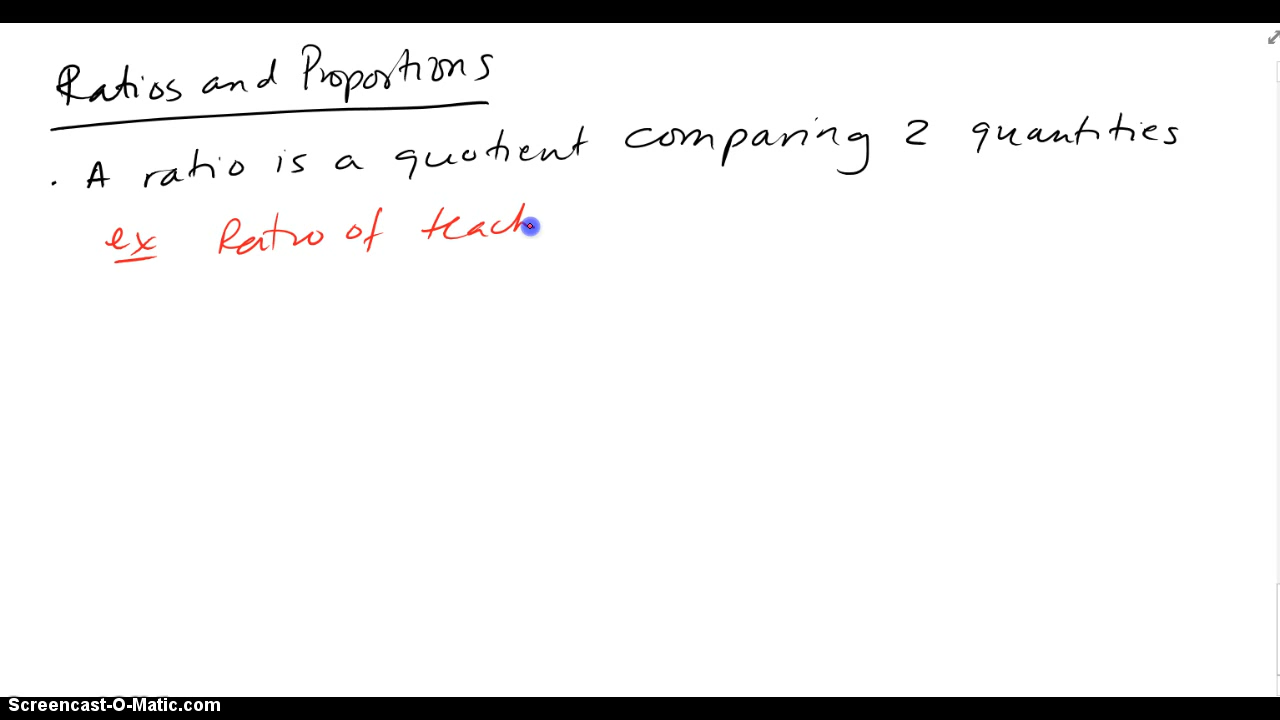 Ratios and Proportions
. A ratio is a quotient comparing 2 quantities
ex Ratio of teach
Screencast-O-Matic.com